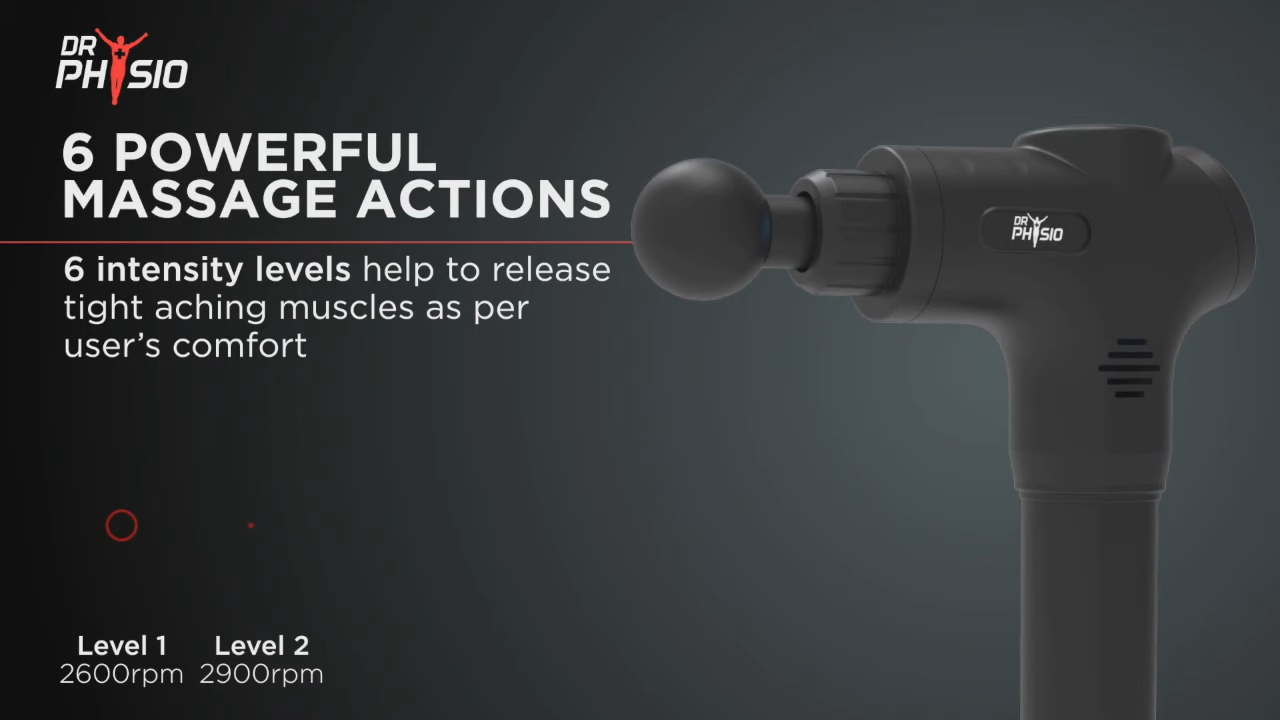 DR
PHYSIO
6 POWERFUL
MASSAGE ACTIONS
6 intensity levels help to release
tight aching muscles as per
user’s comfort
DR
PHYSIO
Level 1 Level 2
2600rpm 2900rpm